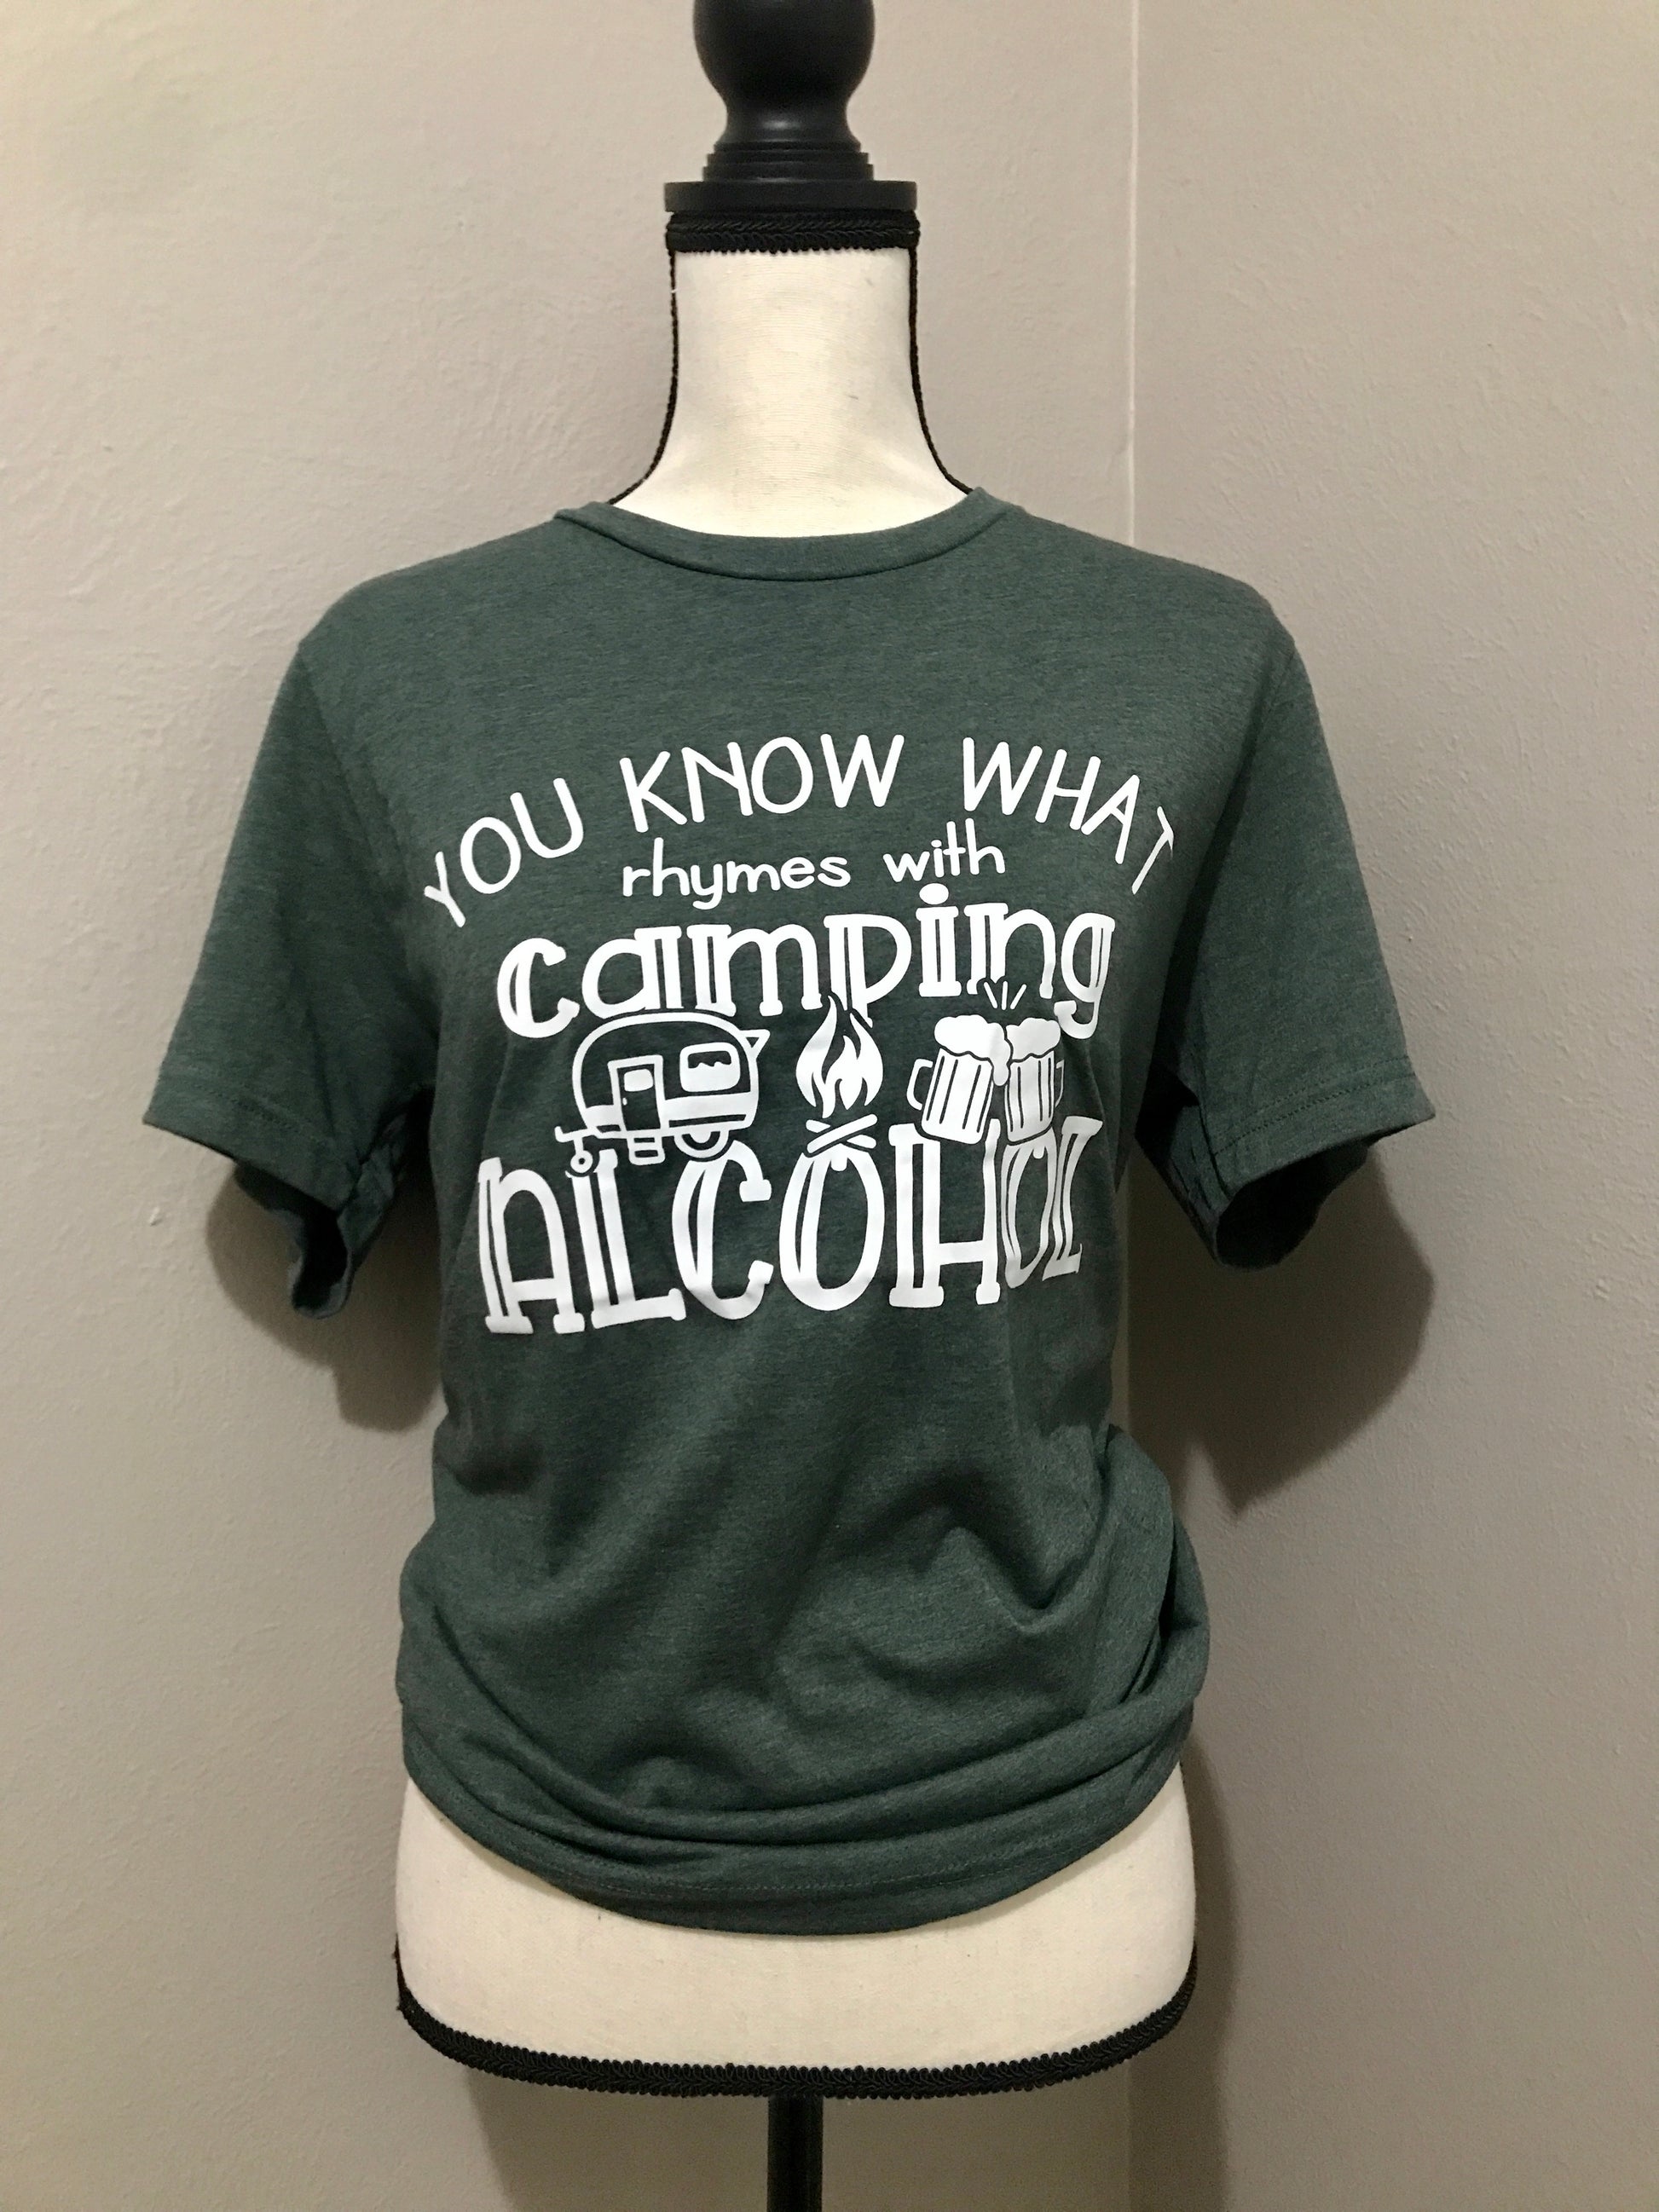 YOU KNOW WHAT
rhymes with
camping
ALCOHOL